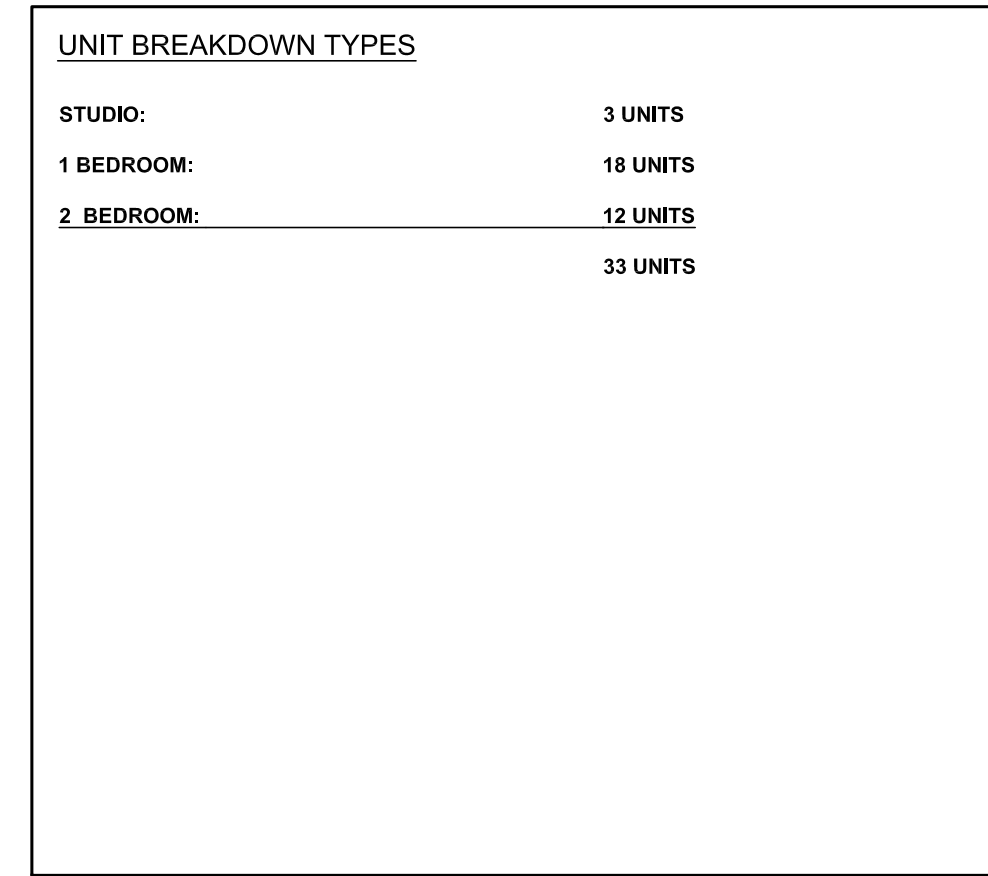 UNIT BREAKDOWN TYPES
STUDIO: 3 UNITS
1 BEDROOM: 18 UNITS
2 BEDROOM: 12 UNITS
33 UNITS